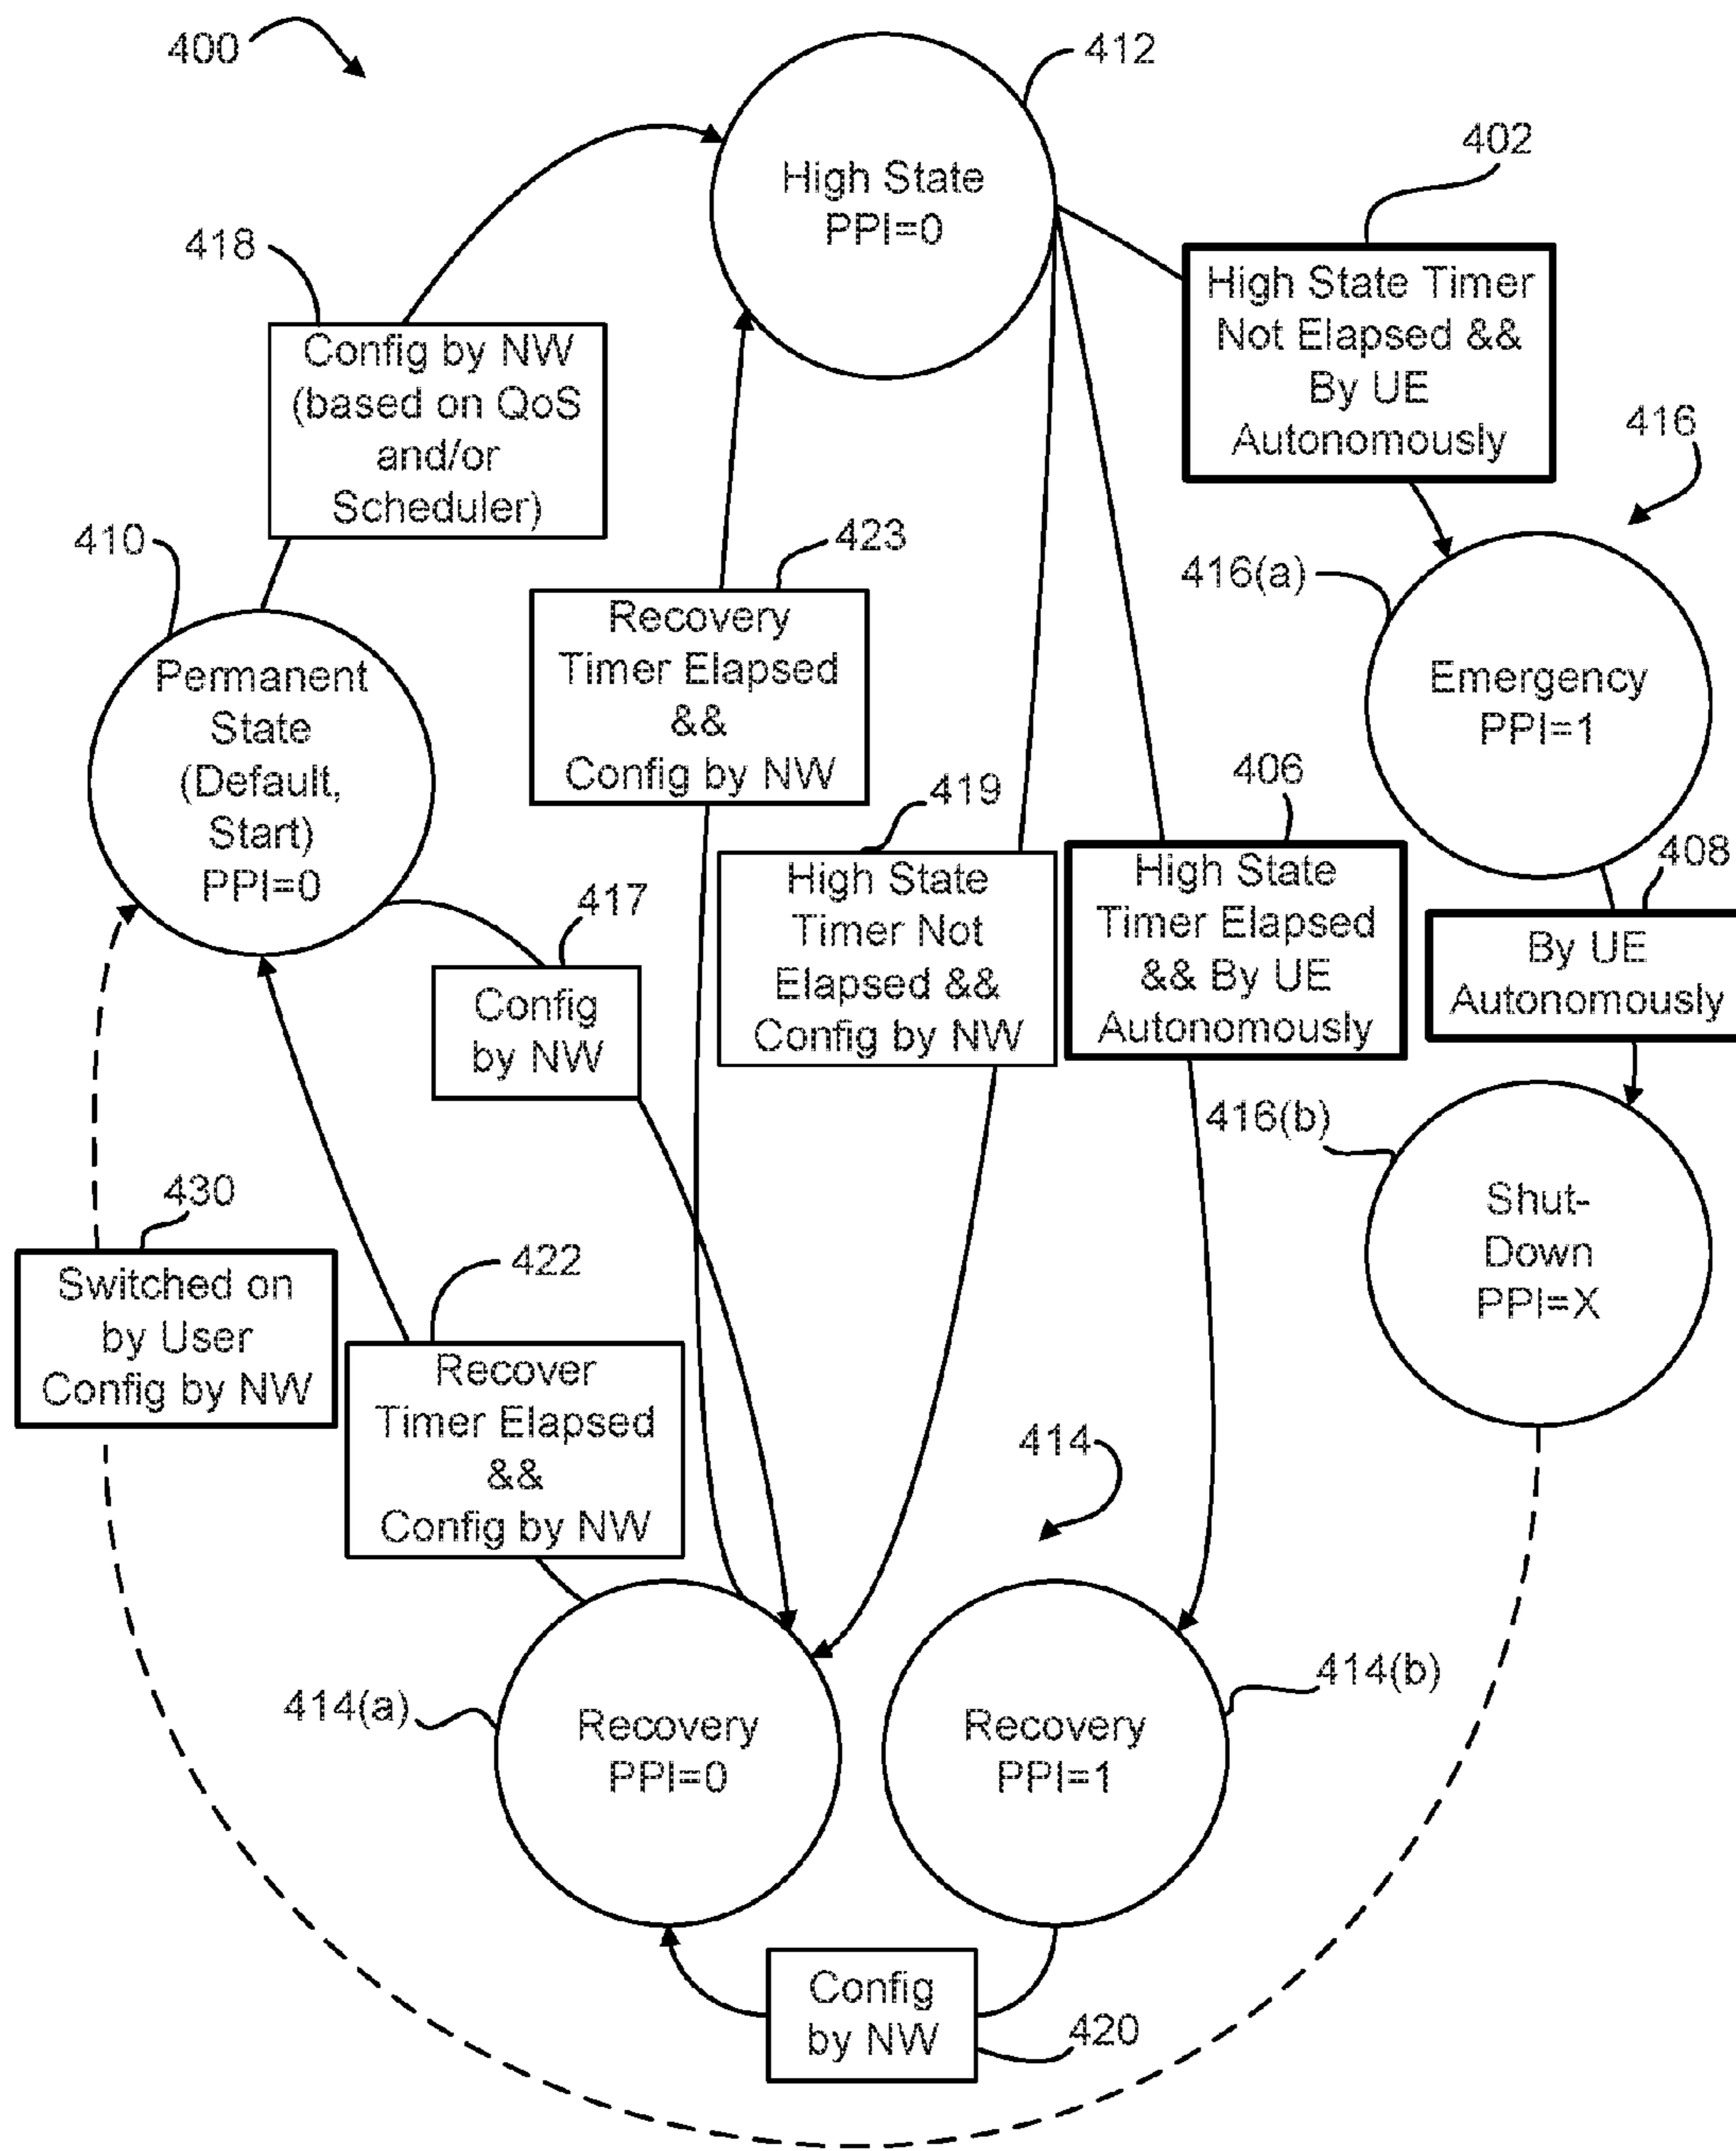 400
412
High State
PPI=0
402
High State Timer
Not Elapsed &&
By UE
Autonomously
418
Config by NW
(based on QoS
and/or
Scheduler)
416
410
423
416(a)
Permanent
State
(Default,
Start)
PPI=0
Recovery
Timer Elapsed
&&
Config by NW
Emergency
PPI=1
419
406
408
417
High State
Timer Not
Elapsed &&
Config by NW
High State
Timer Elapsed
&& By UE
Autonomously
By UE
Autonomously
Config
by NW
416(b)
Shut-
Down
PPI=X
430
422
Switched on
by User
Config by NW
Recover
Timer Elapsed
&&
Config by NW
414
414(a)
Recovery
PPI=0
Recovery
PPI=1
414(b)
Config
by NW
420